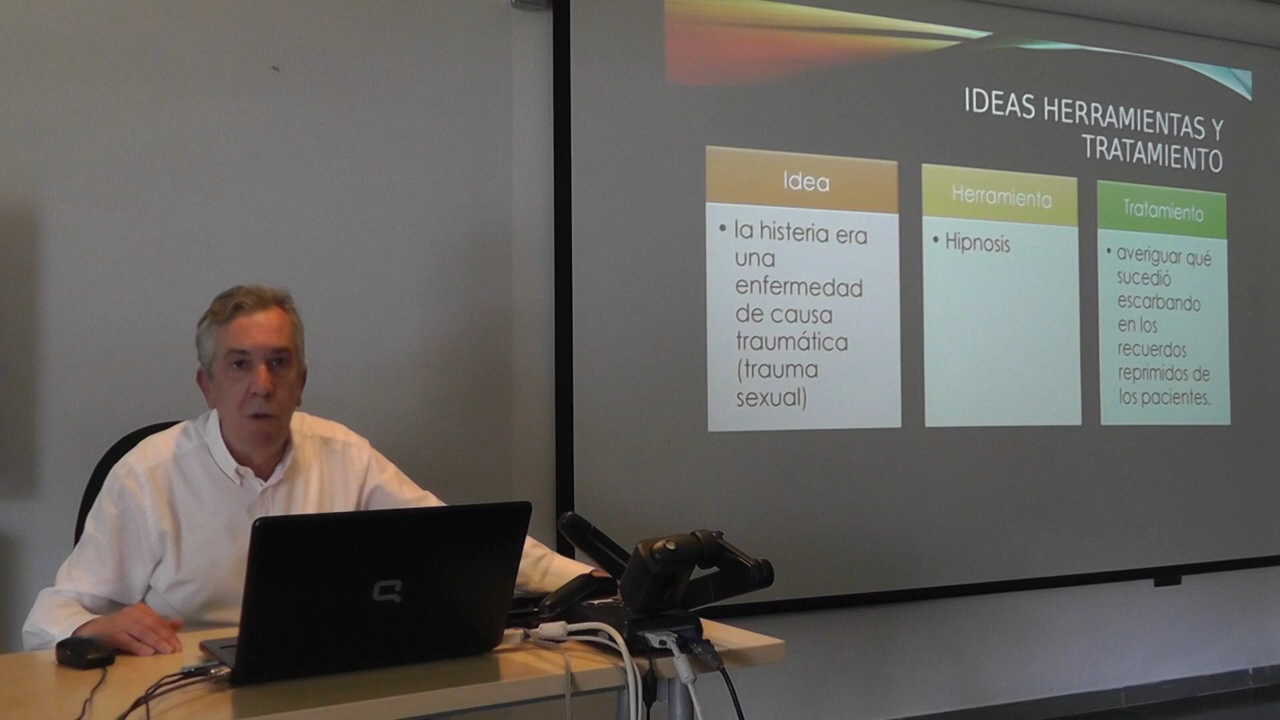 IDEAS HERRAMIENTAS Y
TRATAMIENTO
Idea
• la histeria era
una
enfermedad
de causa
traumática
(trauma
sexual)
Herramienta
• Hipnosis
Tratamiento
• averiguar qué
sucedió
escarbando
en los
recuerdos
reprimidos de
los pacientes.